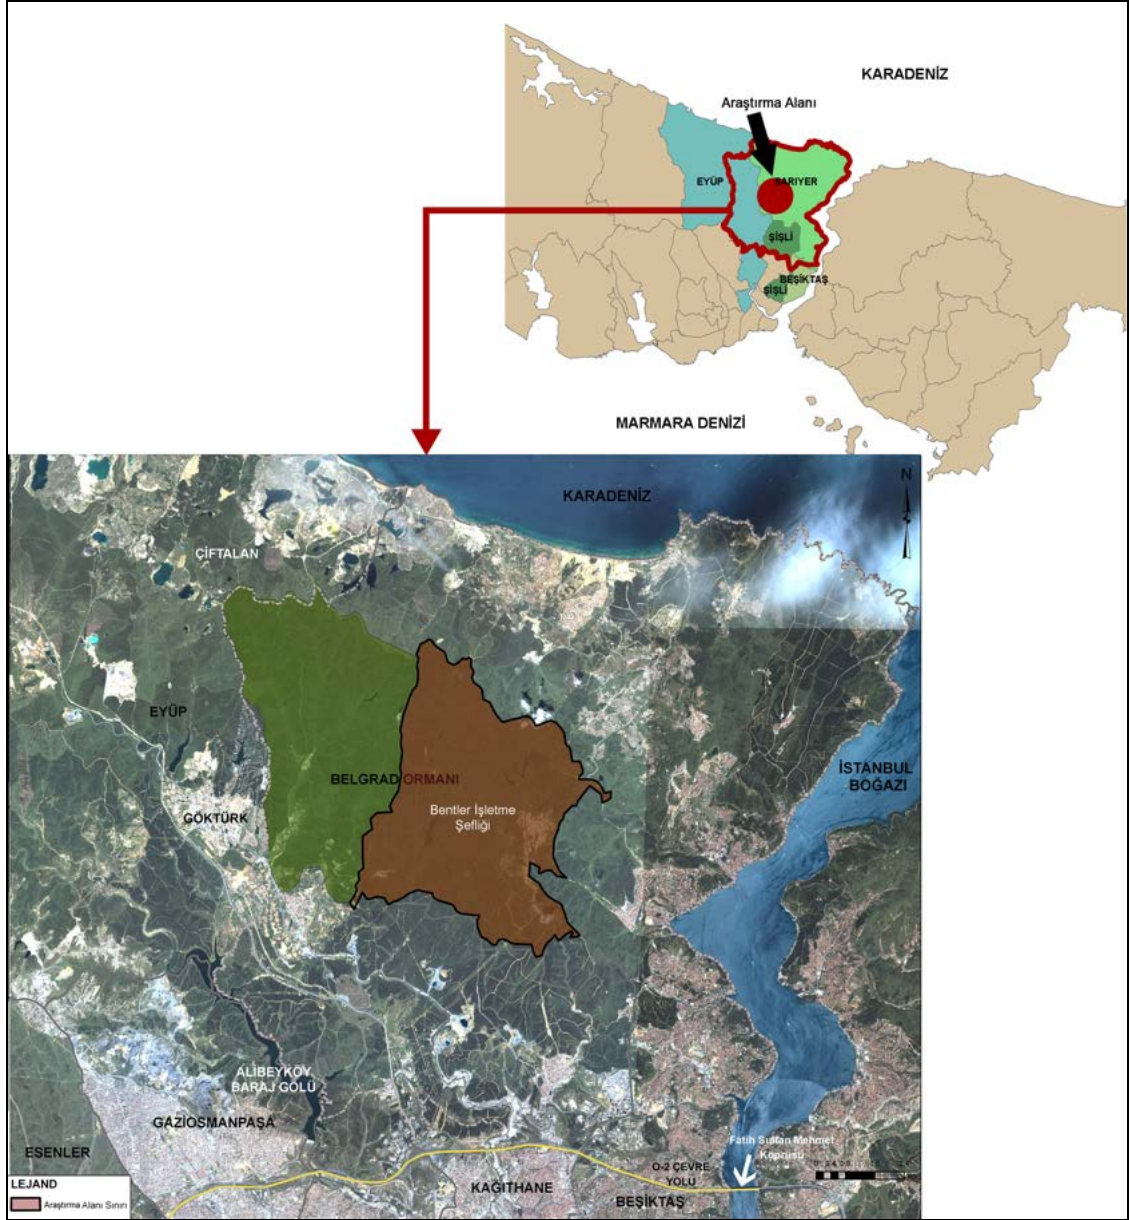 KARADENİZ
Araştırma Alanı
EYÜP
SARIYER
ŞİŞLİ
BEŞİKTAŞ
ŞİŞLİ
MARMARA DENİZİ
N
KARADENİZ
ÇİFTALAN
EYÜP
İSTANBUL
BOĞAZI
BELGRAD ORMANI
Bentler İşletme
Şefliği
GÖKTÜRK
ALİBEYKÖY
BARAJ GÖLÜ
GAZİOSMANPAŞA
ESENLER
Fatih Sultan Mehmet
Köprüsü
O-2 ÇEVRE
YOLU
KAĞITHANE
BEŞİKTAŞ
LEJAND
Araştırma Alanı Sınırı